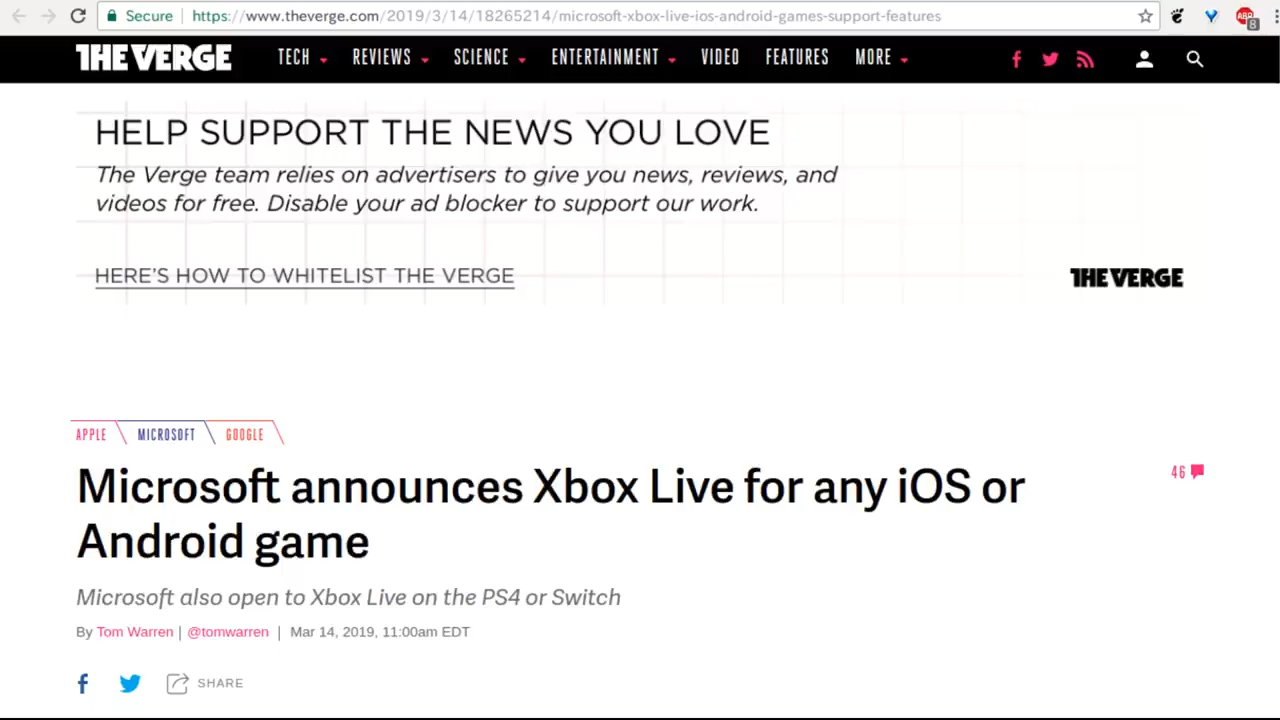 Secure https://www.theverge.com/2019/3/14/18265214/microsoft-xbox-live-ios-android-games-support-features
ABP
8
THE VERGE TECH REVIEWS SCIENCE ENTERTAINMENT VIDEO FEATURES MORE
HELP SUPPORT THE NEWS YOU LOVE
The Verge team relies on advertisers to give you news, reviews, and
videos for free. Disable your ad blocker to support our work.
HERE'S HOW TO WHITELIST THE VERGE
THE VERGE
APPLE MICROSOFT GOOGLE
Microsoft announces Xbox Live for any iOS or
Android game
46
Microsoft also open to Xbox Live on the PS4 or Switch
By Tom Warren | @tomwarren | Mar 14, 2019, 11:00am EDT
SHARE